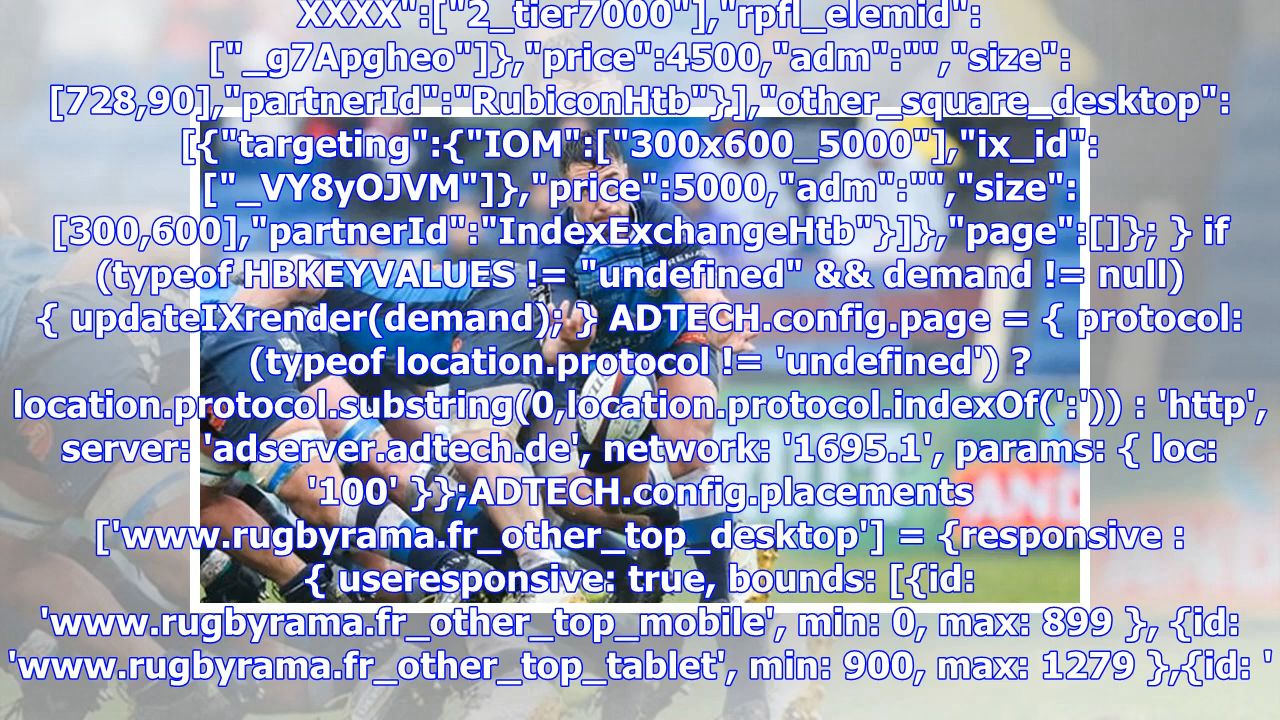 XXXX":["2_tier7000"],"rpfl_elemid":
["_g7Apgheo"]},"price":4500,"adm":"","size":
[728,90],"partnerId":"RubiconHtb"}],"other_square_desktop":
[{"targeting":{"IOM":["300x600_5000"],"ix_id":
["_VY8yOJVM"]},"price":5000,"adm":"","size":
[300,600],"partnerId":"IndexExchangeHtb"}]},"page":[]}; } if
(typeof HBKEYVALUES != "undefined" && demand != null)
{ updateIXrender(demand); } ADTECH.config.page = { protocol:
(typeof location.protocol != 'undefined') ?
location.protocol.substring(0,location.protocol.indexOf(':')) : 'http',
server: 'adserver.adtech.de', network: '1695.1', params: { loc:
'100' }};ADTECH.config.placements
['www.rugbyrama.fr_other_top_desktop'] = {responsive :
{ useresponsive: true, bounds: [{id:
'www.rugbyrama.fr_other_top_mobile', min: 0, max: 899 }, {id:
'www.rugbyrama.fr_other_top_tablet', min: 900, max: 1279 },{id: '